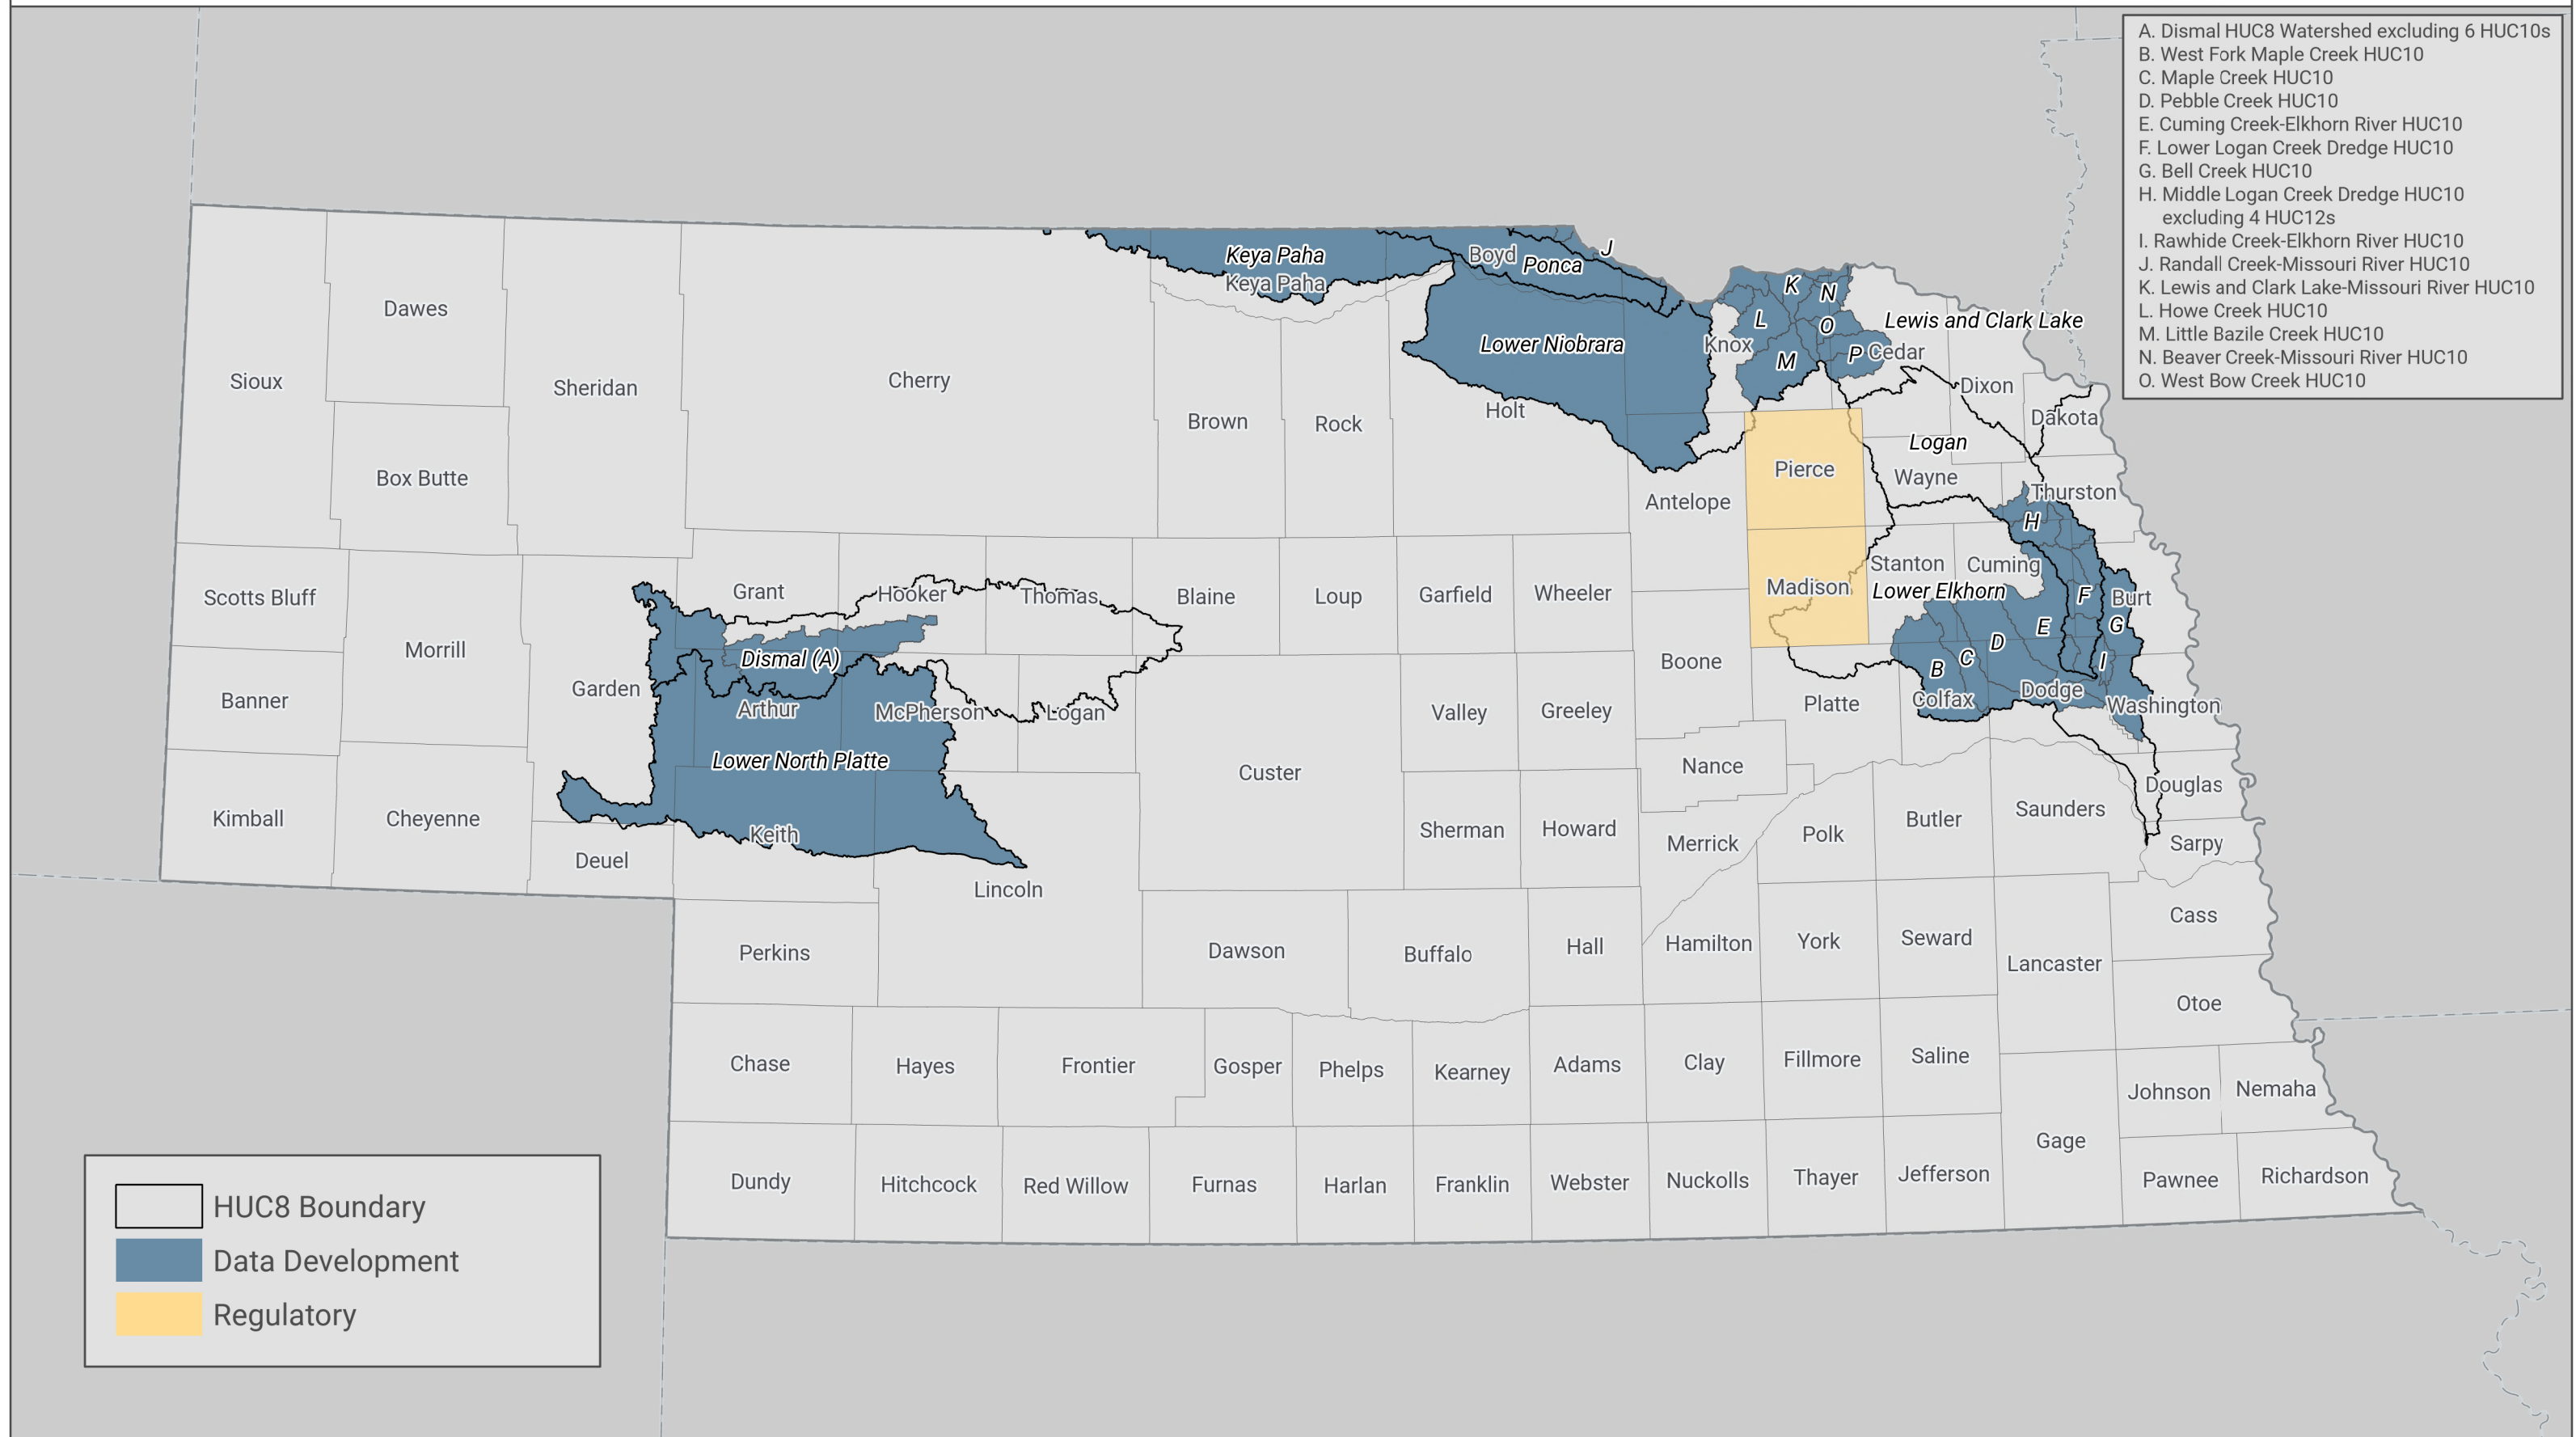 A. Dismal HUC8 Watershed excluding 6 HUC10s
B. West Fork Maple Creek HUC10
C. Maple Creek HUC10
D. Pebble Creek HUC10
E. Cuming Creek-Elkhorn River HUC10
F. Lower Logan Creek Dredge HUC10
G. Bell Creek HUC10
H. Middle Logan Creek Dredge HUC10
excluding 4 HUC12s
I. Rawhide Creek-Elkhorn River HUC10
J. Randall Creek-Missouri River HUC10
K. Lewis and Clark Lake-Missouri River HUC10
L. Howe Creek HUC10
M. Little Bazile Creek HUC10
N. Beaver Creek-Missouri River HUC10
O. West Bow Creek HUC10
Keya Paha
Keya Paha
Boyd
Ponca
J
K
N
L
O
Lewis and Clark Lake
Knox
M
P
Cedar
Lower Niobrara
Dawes
Sioux
Sheridan
Cherry
Brown
Rock
Holt
Dixon
Dakota
Logan
Box Butte
Pierce
Wayne
Antelope
Thurston
H
Scotts Bluff
Grant
Hooker
Thomas
Blaine
Loup
Garfield
Wheeler
Madison
Stanton
Cuming
Lower Elkhorn
F
Burt
G
E
D
C
B
I
Morrill
Dismal (A)
Boone
Banner
Garden
Arthur
McPherson
Logan
Valley
Greeley
Platte
Colfax
Dodge
Washington
Lower North Platte
Custer
Nance
Douglas
Kimball
Cheyenne
Keith
Deuel
Sherman
Howard
Merrick
Polk
Butler
Saunders
Sarpy
Lincoln
Perkins
Dawson
Buffalo
Hall
Hamilton
York
Seward
Lancaster
Cass
Otoe
Chase
Hayes
Frontier
Gosper
Phelps
Kearney
Adams
Clay
Fillmore
Saline
Johnson
Nemaha
Gage
Dundy
Hitchcock
Red Willow
Furnas
Harlan
Franklin
Webster
Nuckolls
Thayer
Jefferson
Pawnee
Richardson
HUC8 Boundary
Data Development
Regulatory